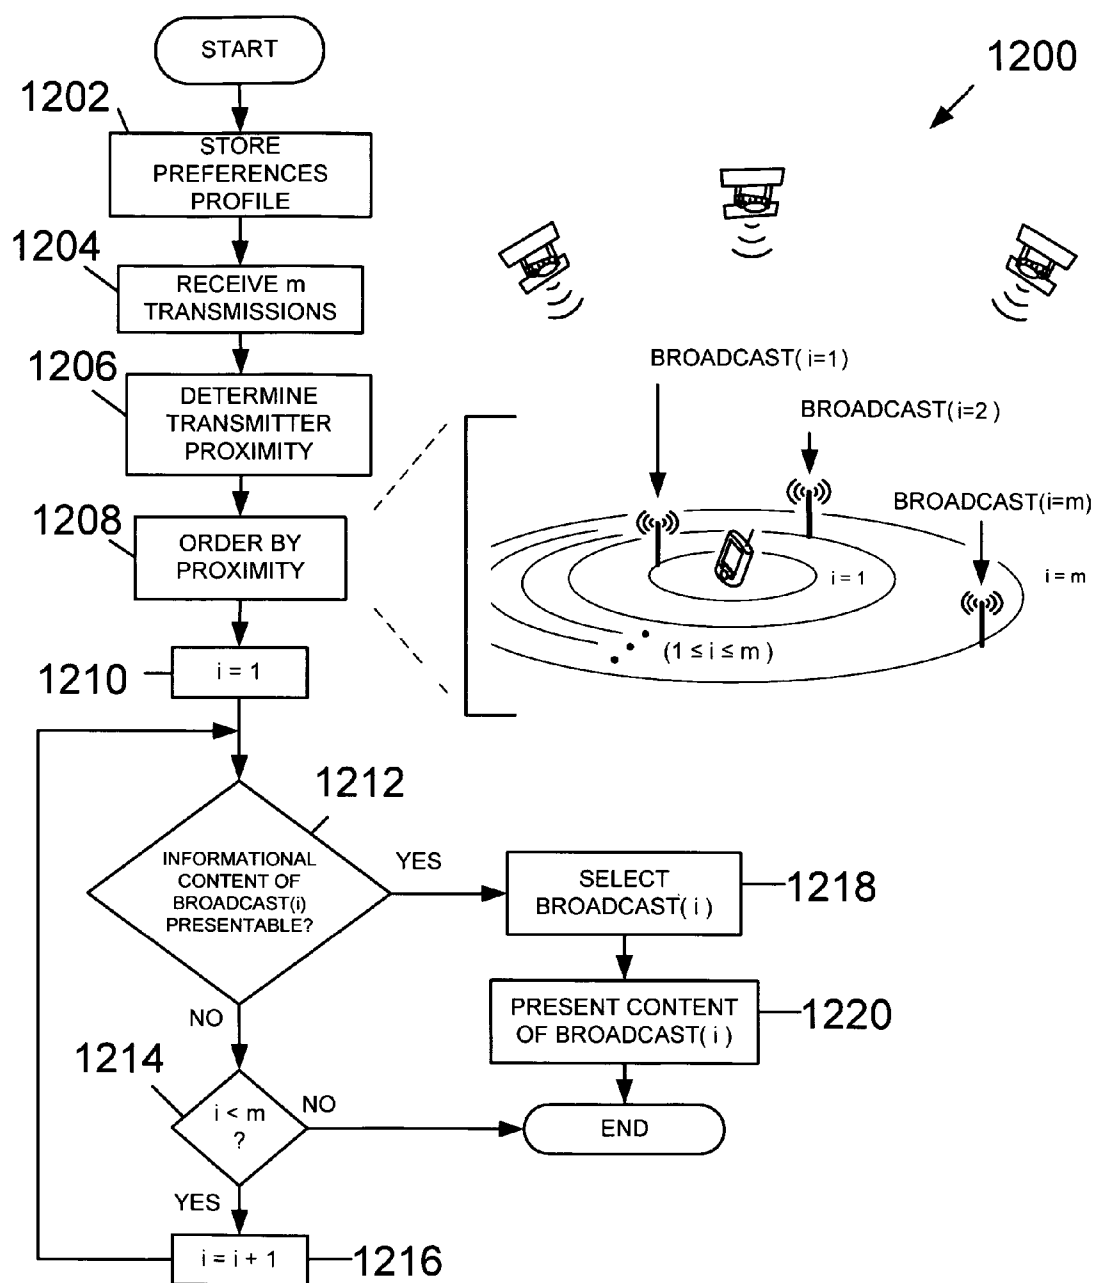 START
1200
1202
STORE
PREFERENCES
PROFILE
1204
RECEIVE m
TRANSMISSIONS
1206
DETERMINE
TRANSMITTER
PROXIMITY
1208
ORDER BY
PROXIMITY
BROADCAST( i=1)
BROADCAST(i=2 )
BROADCAST(i=m)
i = 1
i = m
(1 ≤ i ≤ m )
1210
i = 1
1212
INFORMATIONAL
CONTENT OF
BROADCAST(i)
PRESENTABLE?
YES
SELECT
BROADCAST( i )
1218
NO
PRESENT CONTENT
OF BROADCAST( i )
1220
1214
i < m
?
NO
END
YES
i = i + 1
1216